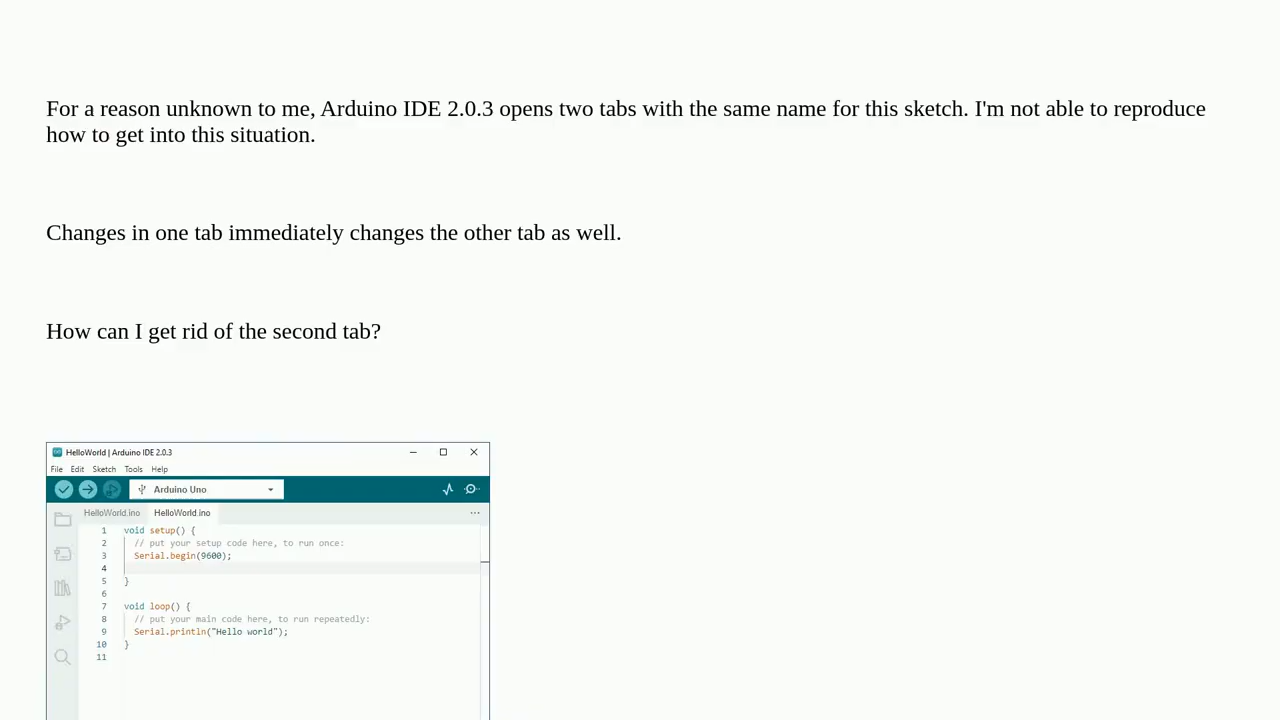 For a reason unknown to me, Arduino IDE 2.0.3 opens two tabs with the same name for this sketch. I'm not able to reproduce
how to get into this situation.
Changes in one tab immediately changes the other tab as well.
How can I get rid of the second tab?
HelloWorld | Arduino IDE 2.0.3
File Edit Sketch Tools Help
Arduino Uno
HelloWorld.ino HelloWorld.ino ...
1 void setup() {
2 // put your setup code here, to run once:
3 Serial.begin(9600);
4
5 }
6
7 void loop() {
8 // put your main code here, to run repeatedly:
9 Serial.println("Hello world");
10 }
11